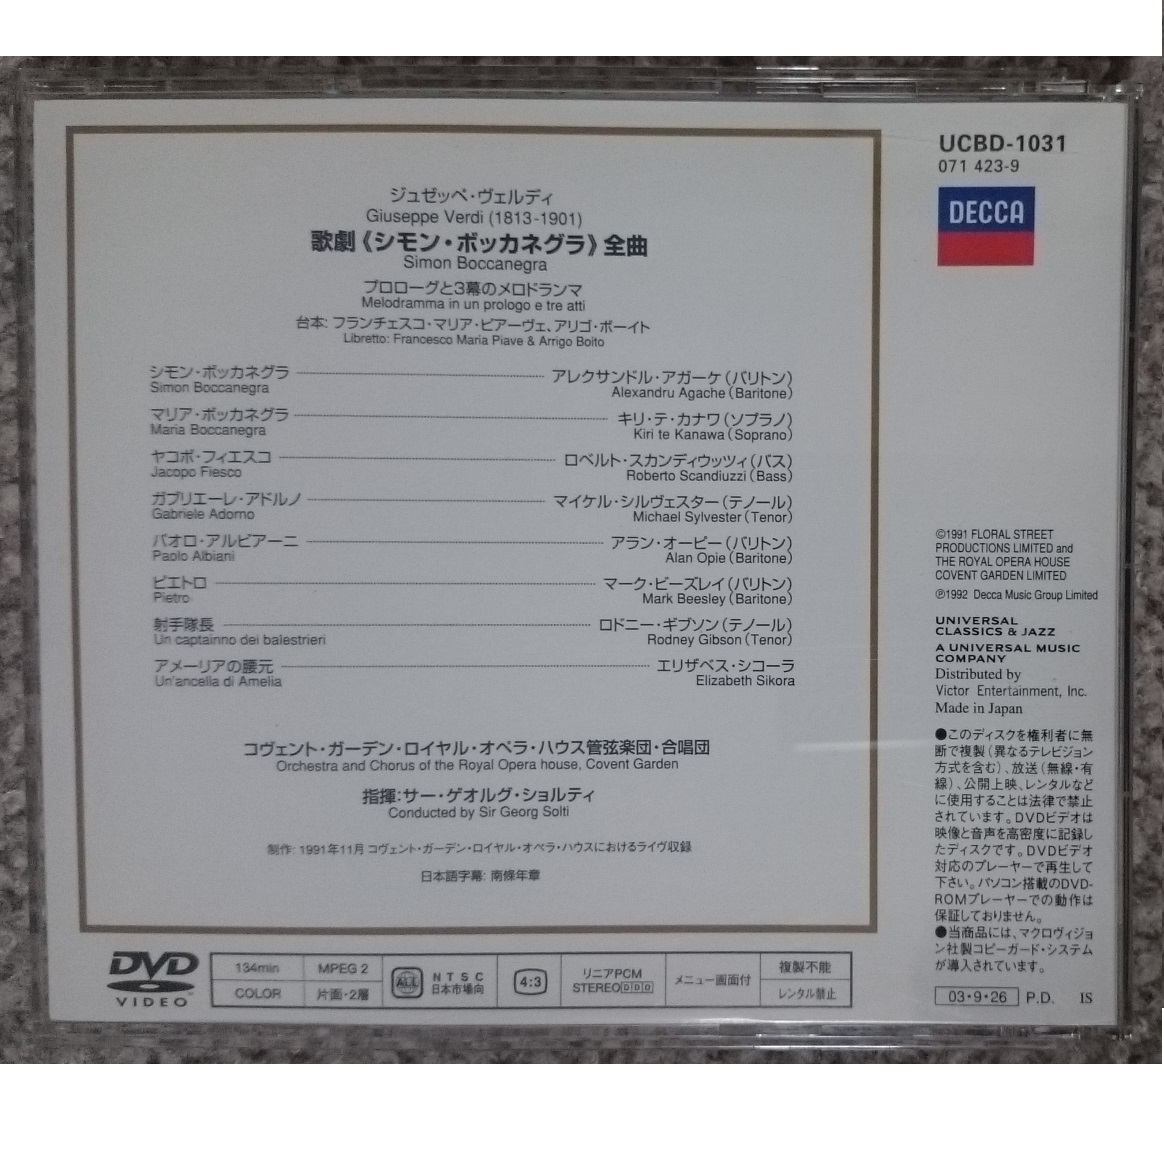 ジュゼッペ・ヴェルディ
Giuseppe Verdi (1813-1901)
歌劇《シモン・ボッカネグラ》全曲
Simon Boccanegra
プロローグと3幕のメロドランマ
Melodramma in un prologo e tre atti
台本: フランチェスコ・マリア・ピアーヴェ、アリゴ・ボーイト
Libretto: Francesco Maria Piave & Arrigo Boito
シモン・ボッカネグラ アレクサンドル・アガーケ(バリトン)
Simon Boccanegra Alexandru Agache (Baritone)
マリア・ボッカネグラ キリ・テ・カナワ(ソプラノ)
Maria Boccanegra Kiri te Kanawa (Soprano)
ヤコポ・フィエスコ ロベルト・スカンディウッツィ(バス)
Jacopo Fiesco Roberto Scandiuzzi (Bass)
ガブリエーレ・アドルノ マイケル・シルヴェスター(テノール)
Gabriele Adorno Michael Sylvester (Tenor)
パオロ・アルビアーニ アラン・オーピー(バリトン)
Paolo Albiani Alan Opie (Baritone)
ピエトロ マーク・ビーズレイ(バリトン)
Pietro Mark Beesley (Baritone)
射手隊長 ロドニー・ギブソン(テノール)
Un captainno dei balestrieri Rodney Gibson (Tenor)
アメーリアの腰元 エリザベス・シコーラ
Un'ancella di Amelia Elizabeth Sikora
コヴェント・ガーデン・ロイヤル・オペラ・ハウス管弦楽団・合唱団
Orchestra and Chorus of the Royal Opera house, Covent Garden
指揮:サー・ゲオルグ・ショルティ
Conducted by Sir Georg Solti
制作: 1991年11月 コヴェント・ガーデン・ロイヤル・オペラ・ハウスにおけるライヴ収録
日本語字幕: 南條年章
DVD
VIDEO
134min
COLOR
MPEG 2
片面・2層
ALL
NTSC
日本市場向
4:3
リニアPCM
STEREO DDD
メニュー画面付
複製不能
レンタル禁止
UCBD-1031
071 423-9
DECCA
©1991 FLORAL STREET
PRODUCTIONS LIMITED and
THE ROYAL OPERA HOUSE
COVENT GARDEN LIMITED
℗1992 Decca Music Group Limited
UNIVERSAL
CLASSICS & JAZZ
A UNIVERSAL MUSIC
COMPANY
Distributed by
Victor Entertainment, Inc.
Made in Japan
●このディスクを権利者に無
断で複製(異なるテレビジョン
方式を含む)、放送(無線・有
線)、公開上映、レンタルなど
に使用することは法律で禁止
されています。DVDビデオは
映像と音声を高密度に記録し
たディスクです。DVDビデオ
対応のプレーヤーで再生して
下さい。パソコン搭載のDVD-
ROMプレーヤーでの動作は
保証しておりません。
●当商品には、マクロヴィジョ
ン社製コピーガード・システム
が導入されています。
03・9・26 P.D. IS